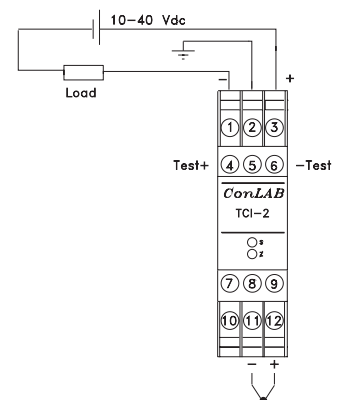 10-40 Vdc
- +
Load
1 2 3
Test+ 4 5 6 -Test
ConLAB
TCI-2
S
Z
7 8 9
10 11 12
- +